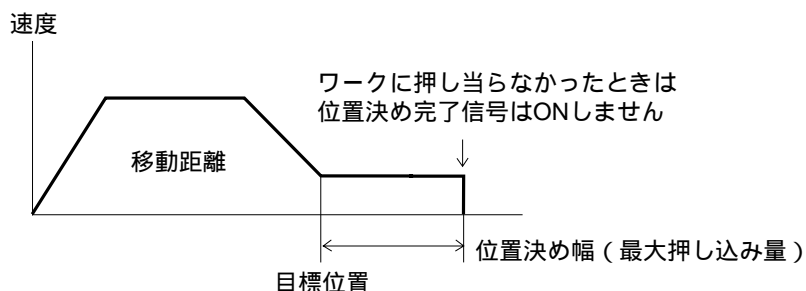 速度
ワークに押し当らなかったときは
位置決め完了信号はONしません
移動距離
位置決め幅（最大押し込み量）
目標位置